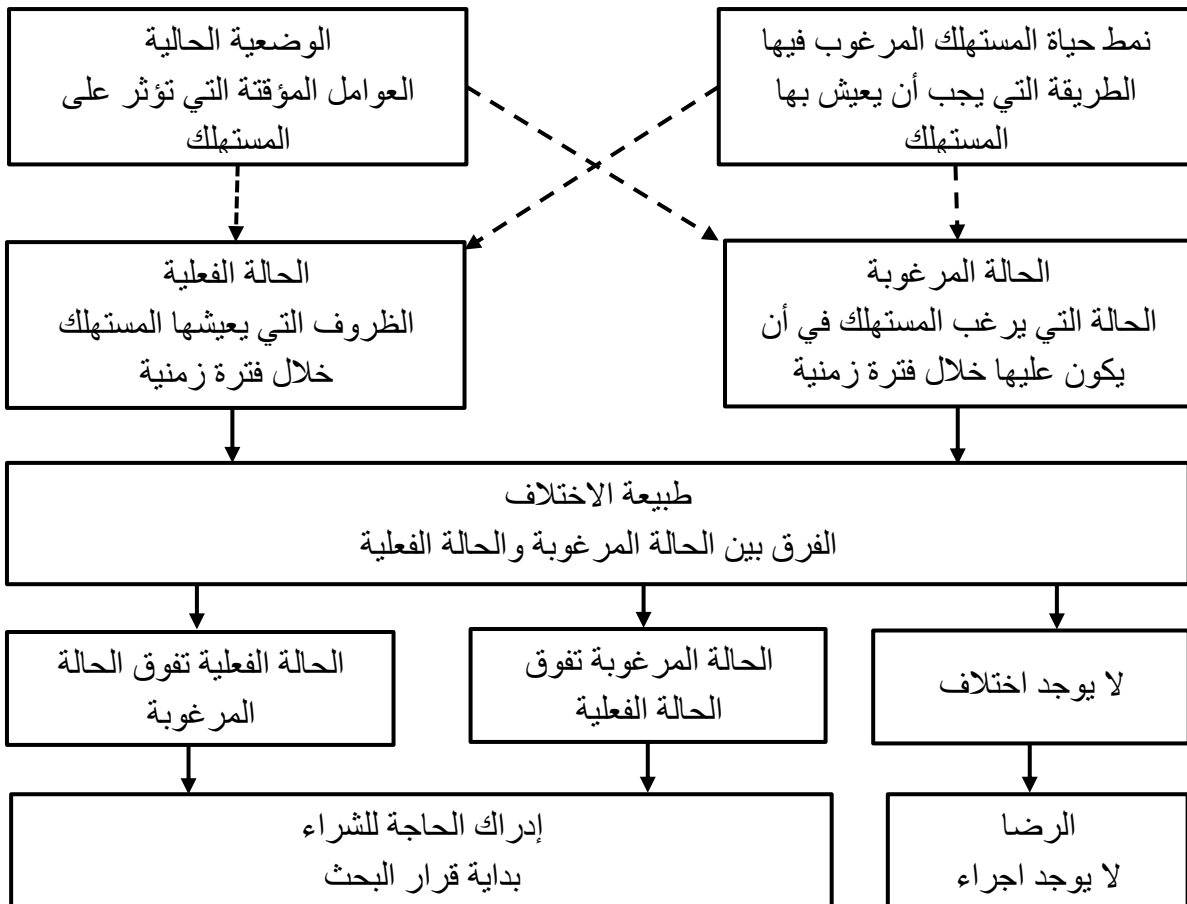 نمط حياة المستهلك المرغوب فيها
الطريقة التي يجب أن يعيش بها
المستهلك
الوضعية الحالية
العوامل المؤقتة التي تؤثر على
المستهلك
الحالة المرغوبة
الحالة التي يرغب المستهلك في أن
يكون عليها خلال فترة زمنية
الحالة الفعلية
الظروف التي يعيشها المستهلك
خلال فترة زمنية
طبيعة الاختلاف
الفرق بين الحالة المرغوبة والحالة الفعلية
لا يوجد اختلاف
الحالة المرغوبة تفوق
الحالة الفعلية
الحالة الفعلية تفوق الحالة
المرغوبة
الرضا
لا يوجد اجراء
إدراك الحاجة للشراء
بداية قرار البحث